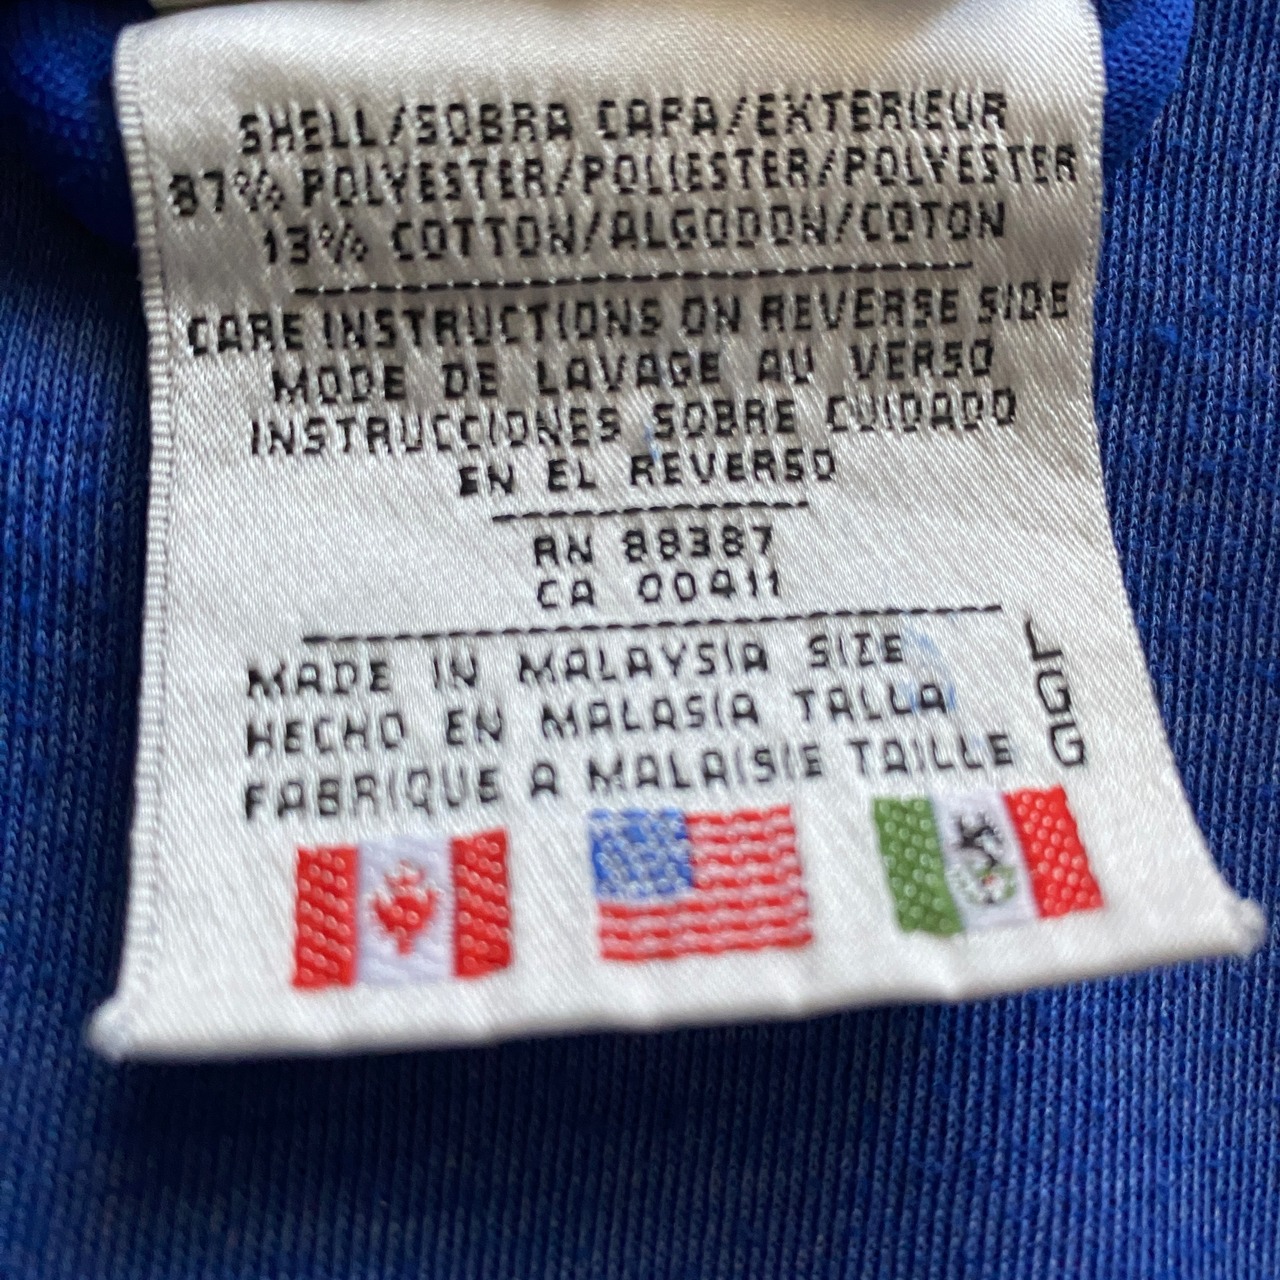 SHELL/SOBRA CAPA/EXTERIEUR
87% POLYESTER/POLIESTER/POLYESTER
13% COTTON/ALGODON/COTON
CARE INSTRUCTIONS ON REVERSE SIDE
MODE DE LAVAGE AU VERSO
INSTRUCCIONES SOBRE CUIDADO
EN EL REVERSO
RN 88387
CA 00411
MADE IN MALAYSIA SIZE
HECHO EN MALASIA TALLA
FABRIQUE A MALAISIE TAILLE